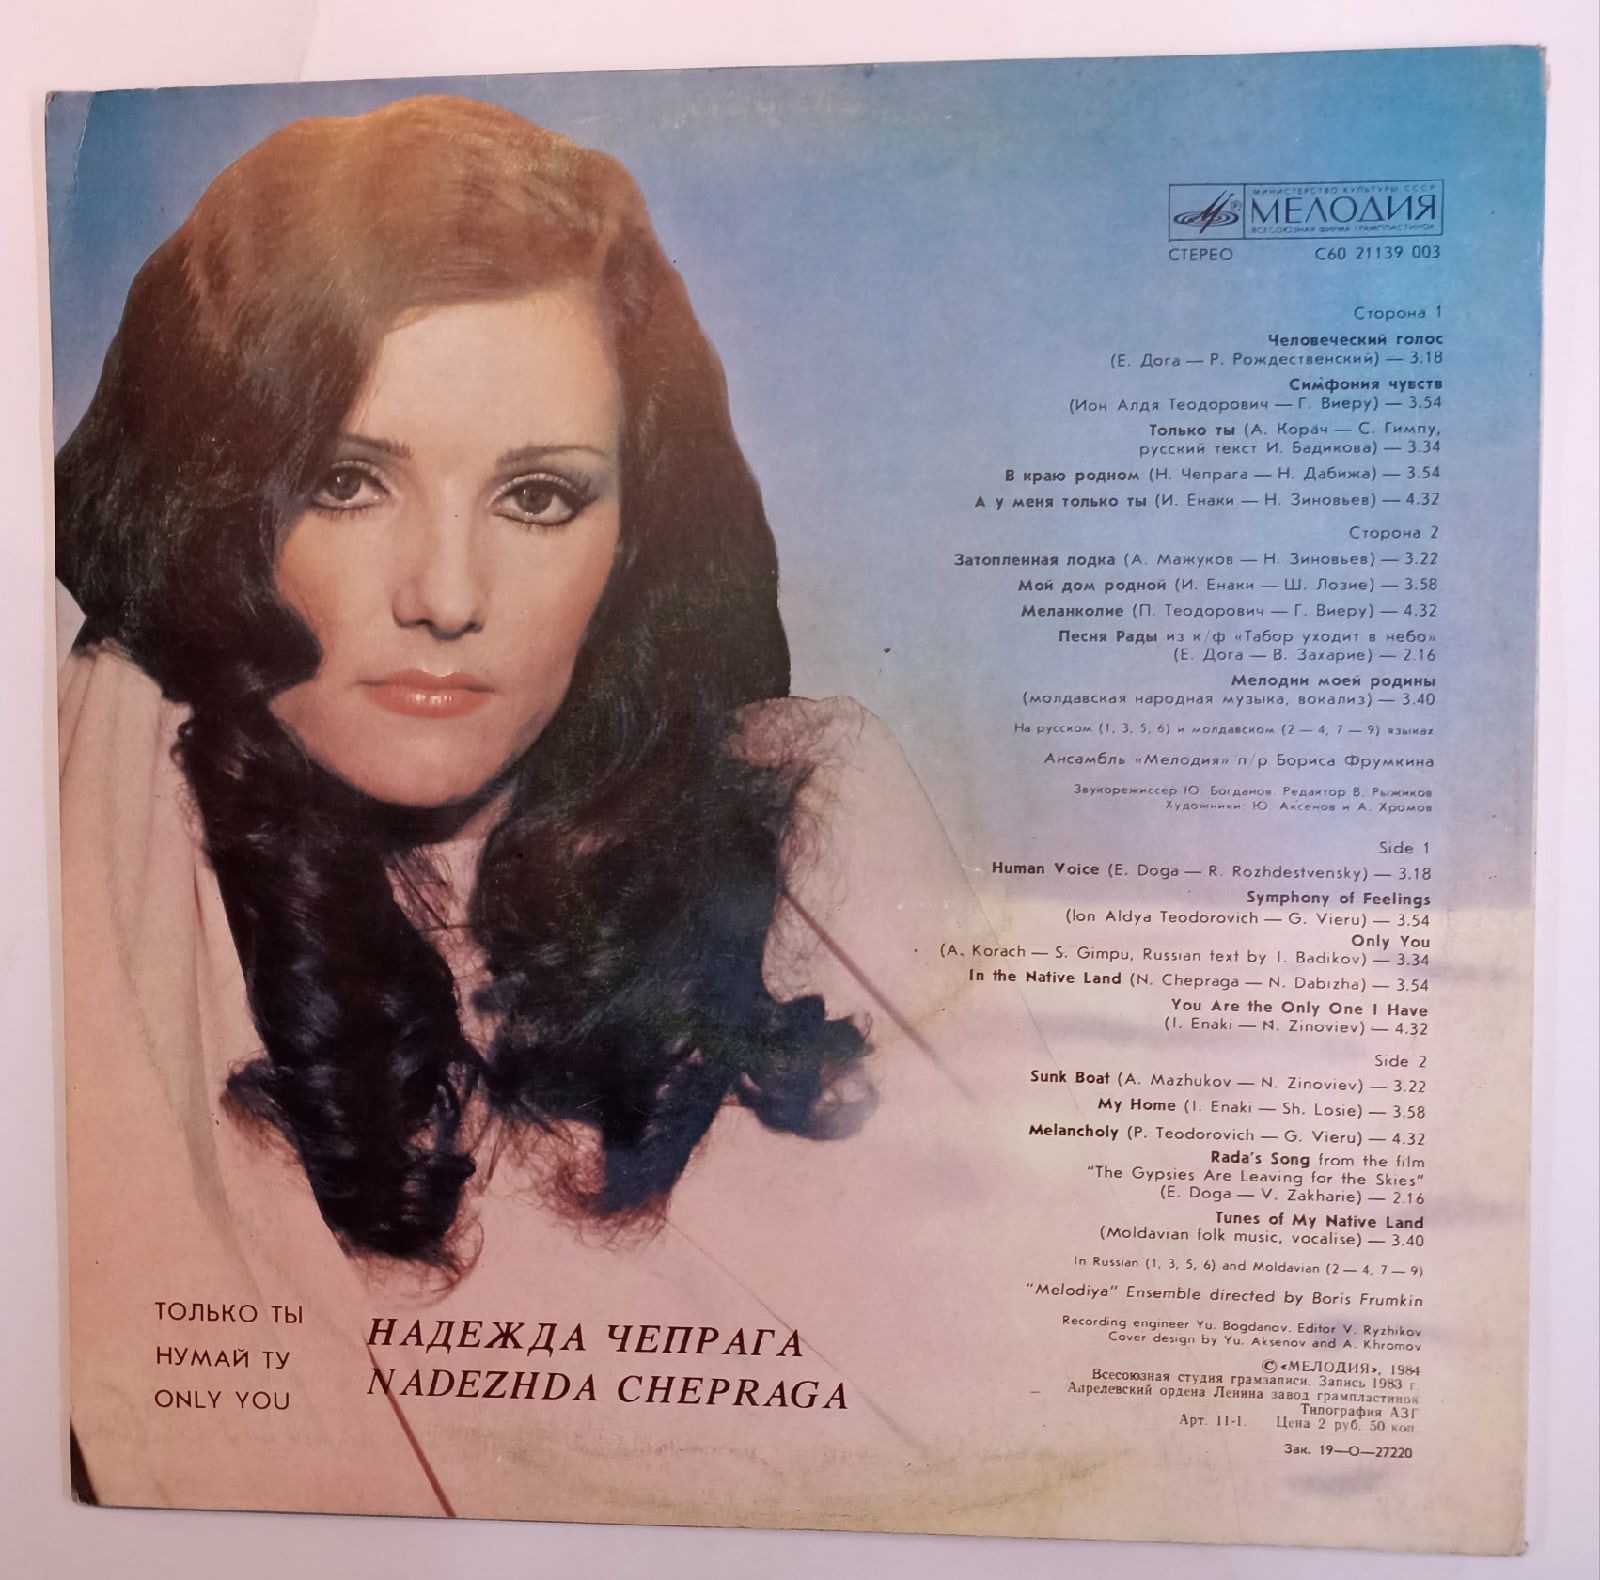 МИНИСТЕРСТВО КУЛЬТУРЫ СССР
МЕЛОДИЯ
ВСЕСОЮЗНАЯ ФИРМА ГРАМПЛАСТИНОК
СТЕРЕО С60 21139 003
Сторона 1
Человеческий голос
(Е. Дога — Р. Рождественский) — 3.18
Симфония чувств
(Ион Алдя Теодорович — Г. Виеру) — 3.54
Только ты (А. Корач — С. Гимпу,
русский текст И. Бадикова) — 3.34
В краю родном (Н. Чепрага — Н. Дабижа) — 3.54
А у меня только ты (И. Енаки — Н. Зиновьев) — 4.32
Сторона 2
Затопленная лодка (А. Мажуков — Н. Зиновьев) — 3.22
Мой дом родной (И. Енаки — Ш. Лозие) — 3.58
Меланколие (П. Теодорович — Г. Виеру) — 4.32
Песня Рады из к/ф «Табор уходит в небо»
(Е. Дога — В. Захарие) — 2.16
Мелодии моей родины
(молдавская народная музыка, вокализ) — 3.40
На русском (1, 3, 5, 6) и молдавском (2 — 4, 7 — 9) языках
Ансамбль «Мелодия» п/р Бориса Фрумкина
Звукорежиссер Ю. Богданов. Редактор В. Рыжиков
Художники: Ю. Аксенов и А. Хромов
Side 1
Human Voice (E. Doga — R. Rozhdestvensky) — 3.18
Symphony of Feelings
(Ion Aldya Teodorovich — G. Vieru) — 3.54
Only You
(A. Korach — S. Gimpu, Russian text by I. Badikov) — 3.34
In the Native Land (N. Chepraga — N. Dabizha) — 3.54
You Are the Only One I Have
(I. Enaki — N. Zinoviev) — 4.32
Side 2
Sunk Boat (A. Mazhukov — N. Zinoviev) — 3.22
My Home (I. Enaki — Sh. Losie) — 3.58
Melancholy (P. Teodorovich — G. Vieru) — 4.32
Rada's Song from the film
"The Gypsies Are Leaving for the Skies"
(E. Doga — V. Zakharie) — 2.16
Tunes of My Native Land
(Moldavian folk music, vocalise) — 3.40
In Russian (1, 3, 5, 6) and Moldavian (2 — 4, 7 — 9)
"Melodiya" Ensemble directed by Boris Frumkin
Recording engineer Yu. Bogdanov. Editor V. Ryzhikov
Cover design by Yu. Aksenov and A. Khromov
© «МЕЛОДИЯ», 1984
Всесоюзная студия грамзаписи. Запись 1983 г.
Апрелевский ордена Ленина завод грампластинок
Типография АЗГ
Арт. 11-1. Цена 2 руб. 50 коп.
Зак. 19—О—27220
ТОЛЬКО ТЫ
НУМАЙ ТУ
ONLY YOU
НАДЕЖДА ЧЕПРАГА
NADEZHDA CHEPRAGA